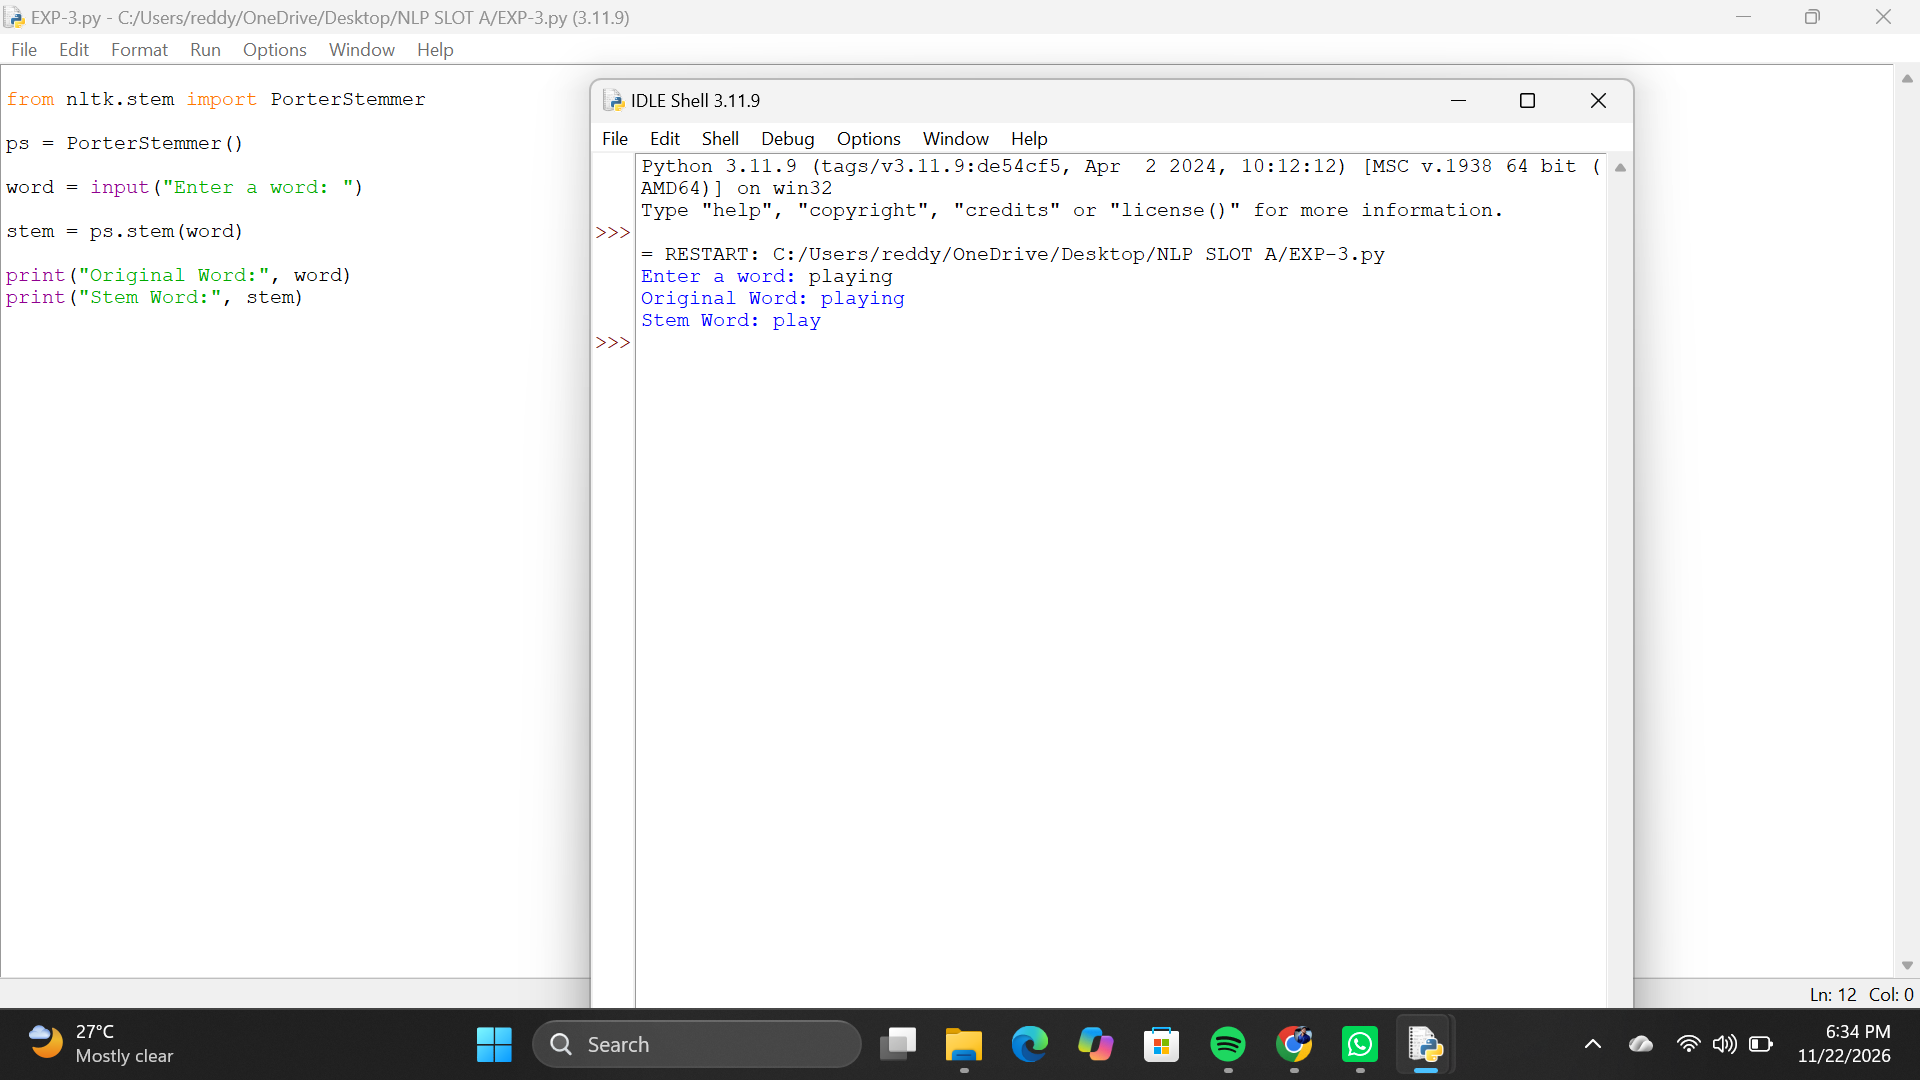 EXP-3.py - C:/Users/reddy/OneDrive/Desktop/NLP SLOT A/EXP-3.py (3.11.9)
File Edit Format Run Options Window Help
from nltk.stem import PorterStemmer
ps = PorterStemmer()
word = input("Enter a word: ")
stem = ps.stem(word)
print("Original Word:", word)
print("Stem Word:", stem)
IDLE Shell 3.11.9
File Edit Shell Debug Options Window Help
Python 3.11.9 (tags/v3.11.9:de54cf5, Apr  2 2024, 10:12:12) [MSC v.1938 64 bit (
AMD64)] on win32
Type "help", "copyright", "credits" or "license()" for more information.
>>>
= RESTART: C:/Users/reddy/OneDrive/Desktop/NLP SLOT A/EXP-3.py
Enter a word: playing
Original Word: playing
Stem Word: play
>>>
Ln: 12 Col: 0
27°C
Mostly clear
Search
6:34 PM
11/22/2026